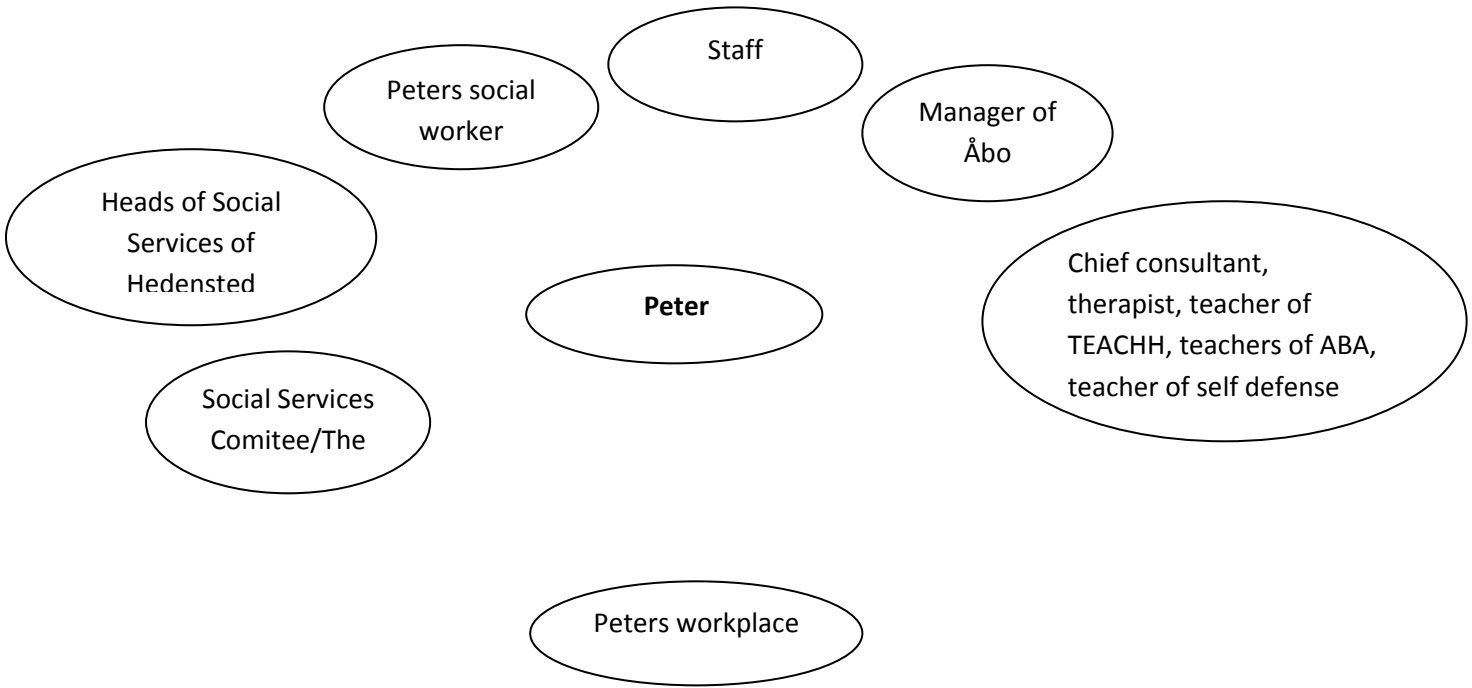 Staff
Peters social
worker
Manager of
Åbo
Heads of Social
Services of
Hedensted
Chief consultant,
therapist, teacher of
TEACHH, teachers of ABA,
teacher of self defense
Peter
Social Services
Comitee/The
Peters workplace